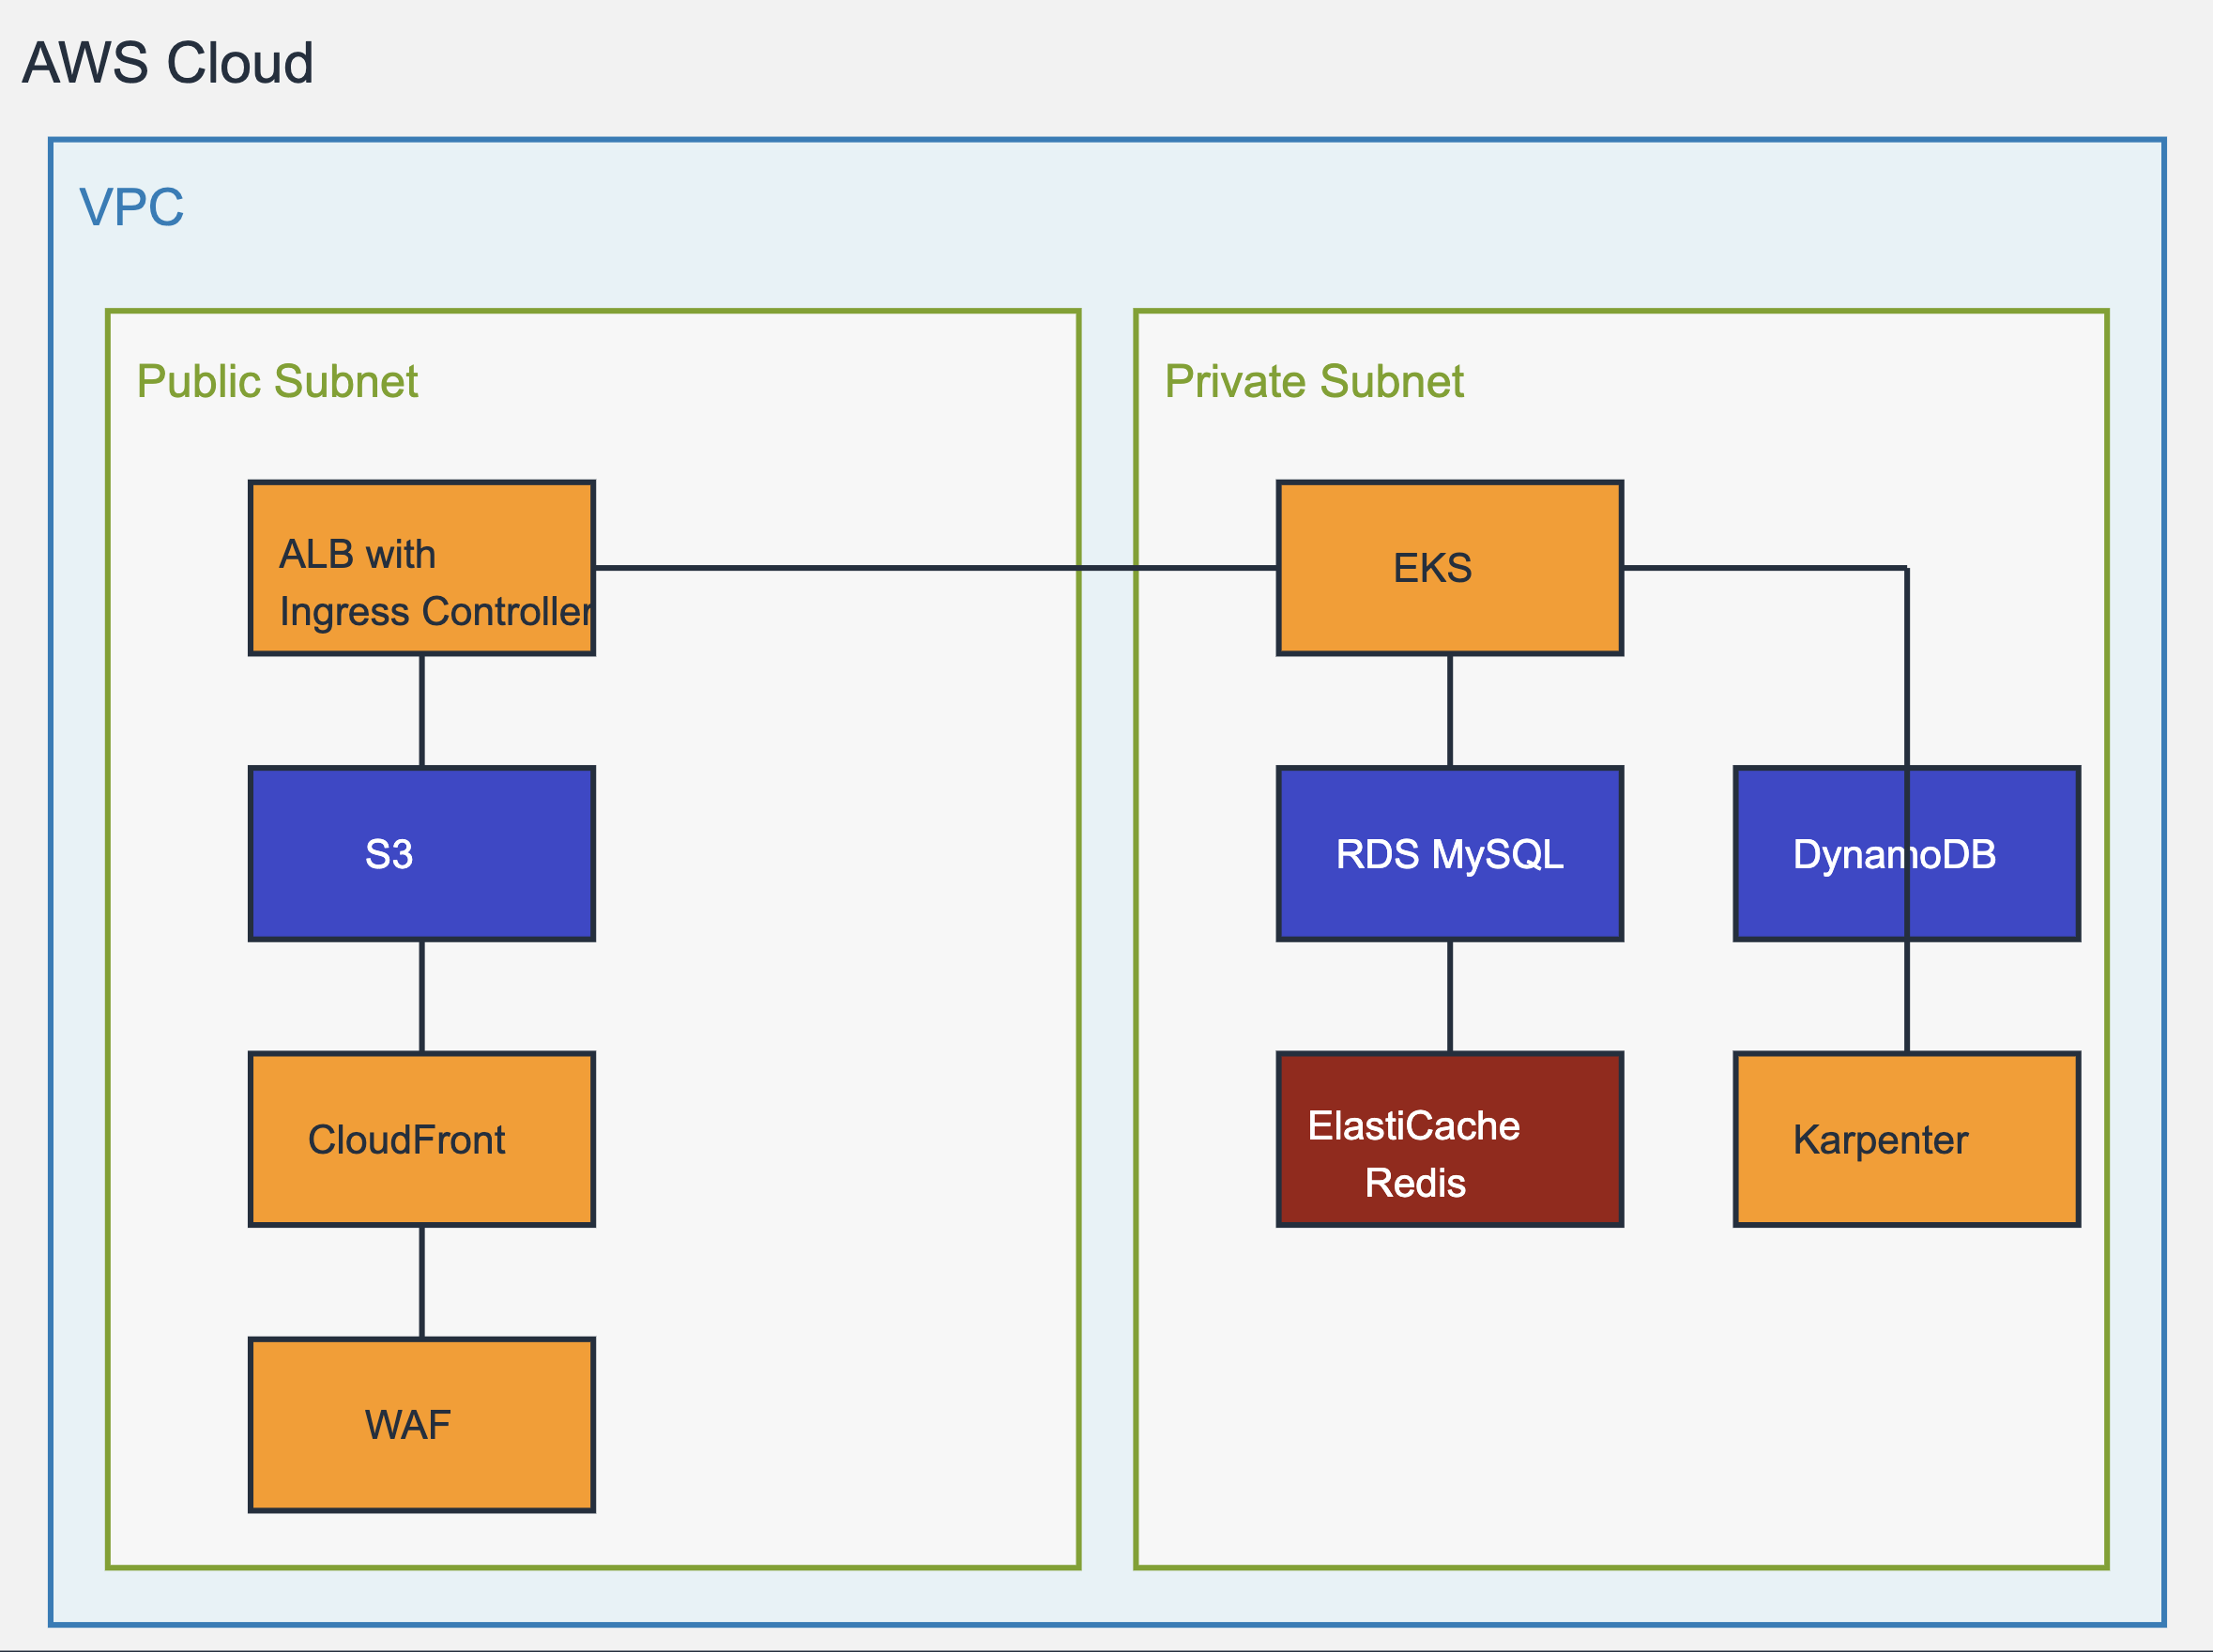 AWS Cloud
VPC
Public Subnet
ALB with
Ingress Controller
S3
CloudFront
WAF
Private Subnet
EKS
RDS MySQL
DynamoDB
ElastiCache
Redis
Karpenter